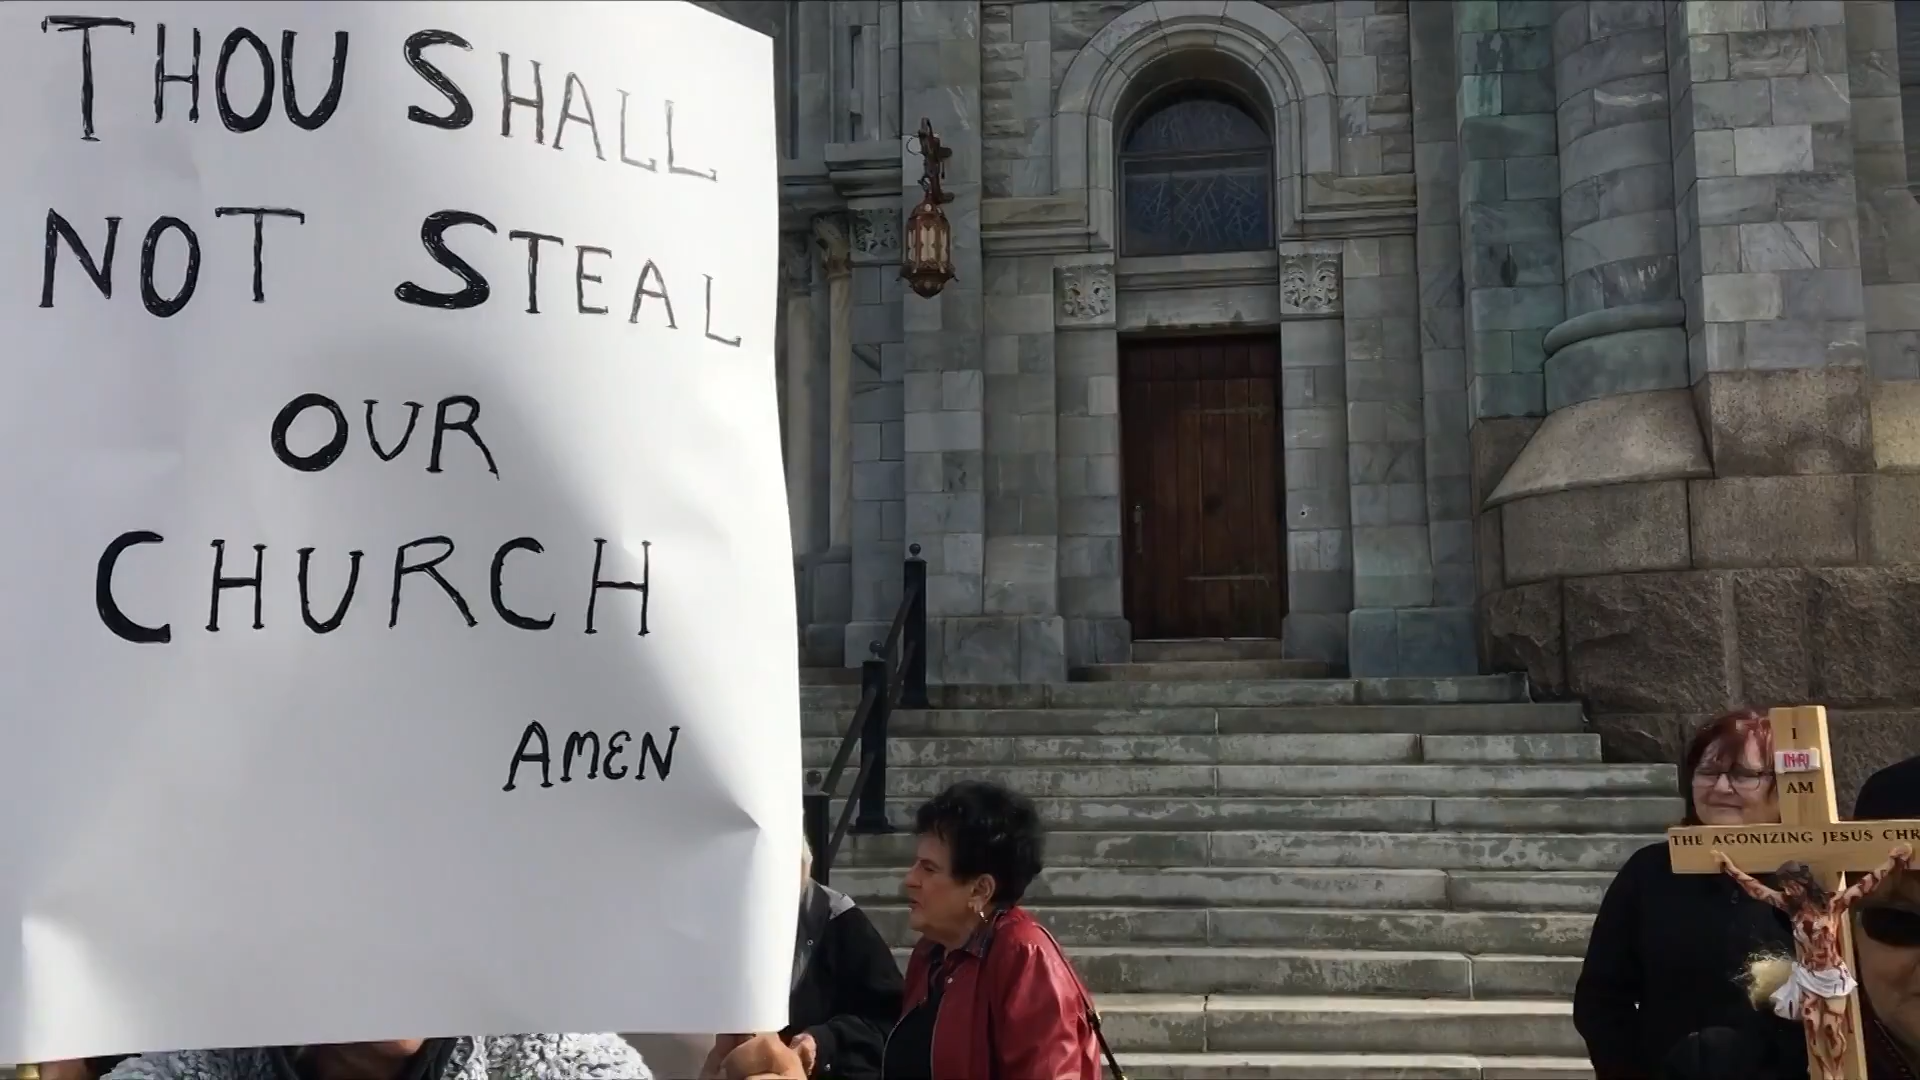 THOU SHALL
NOT STEAL
OUR
CHURCH
AMEN
I
INRI
AM
THE AGONIZING JESUS CHR